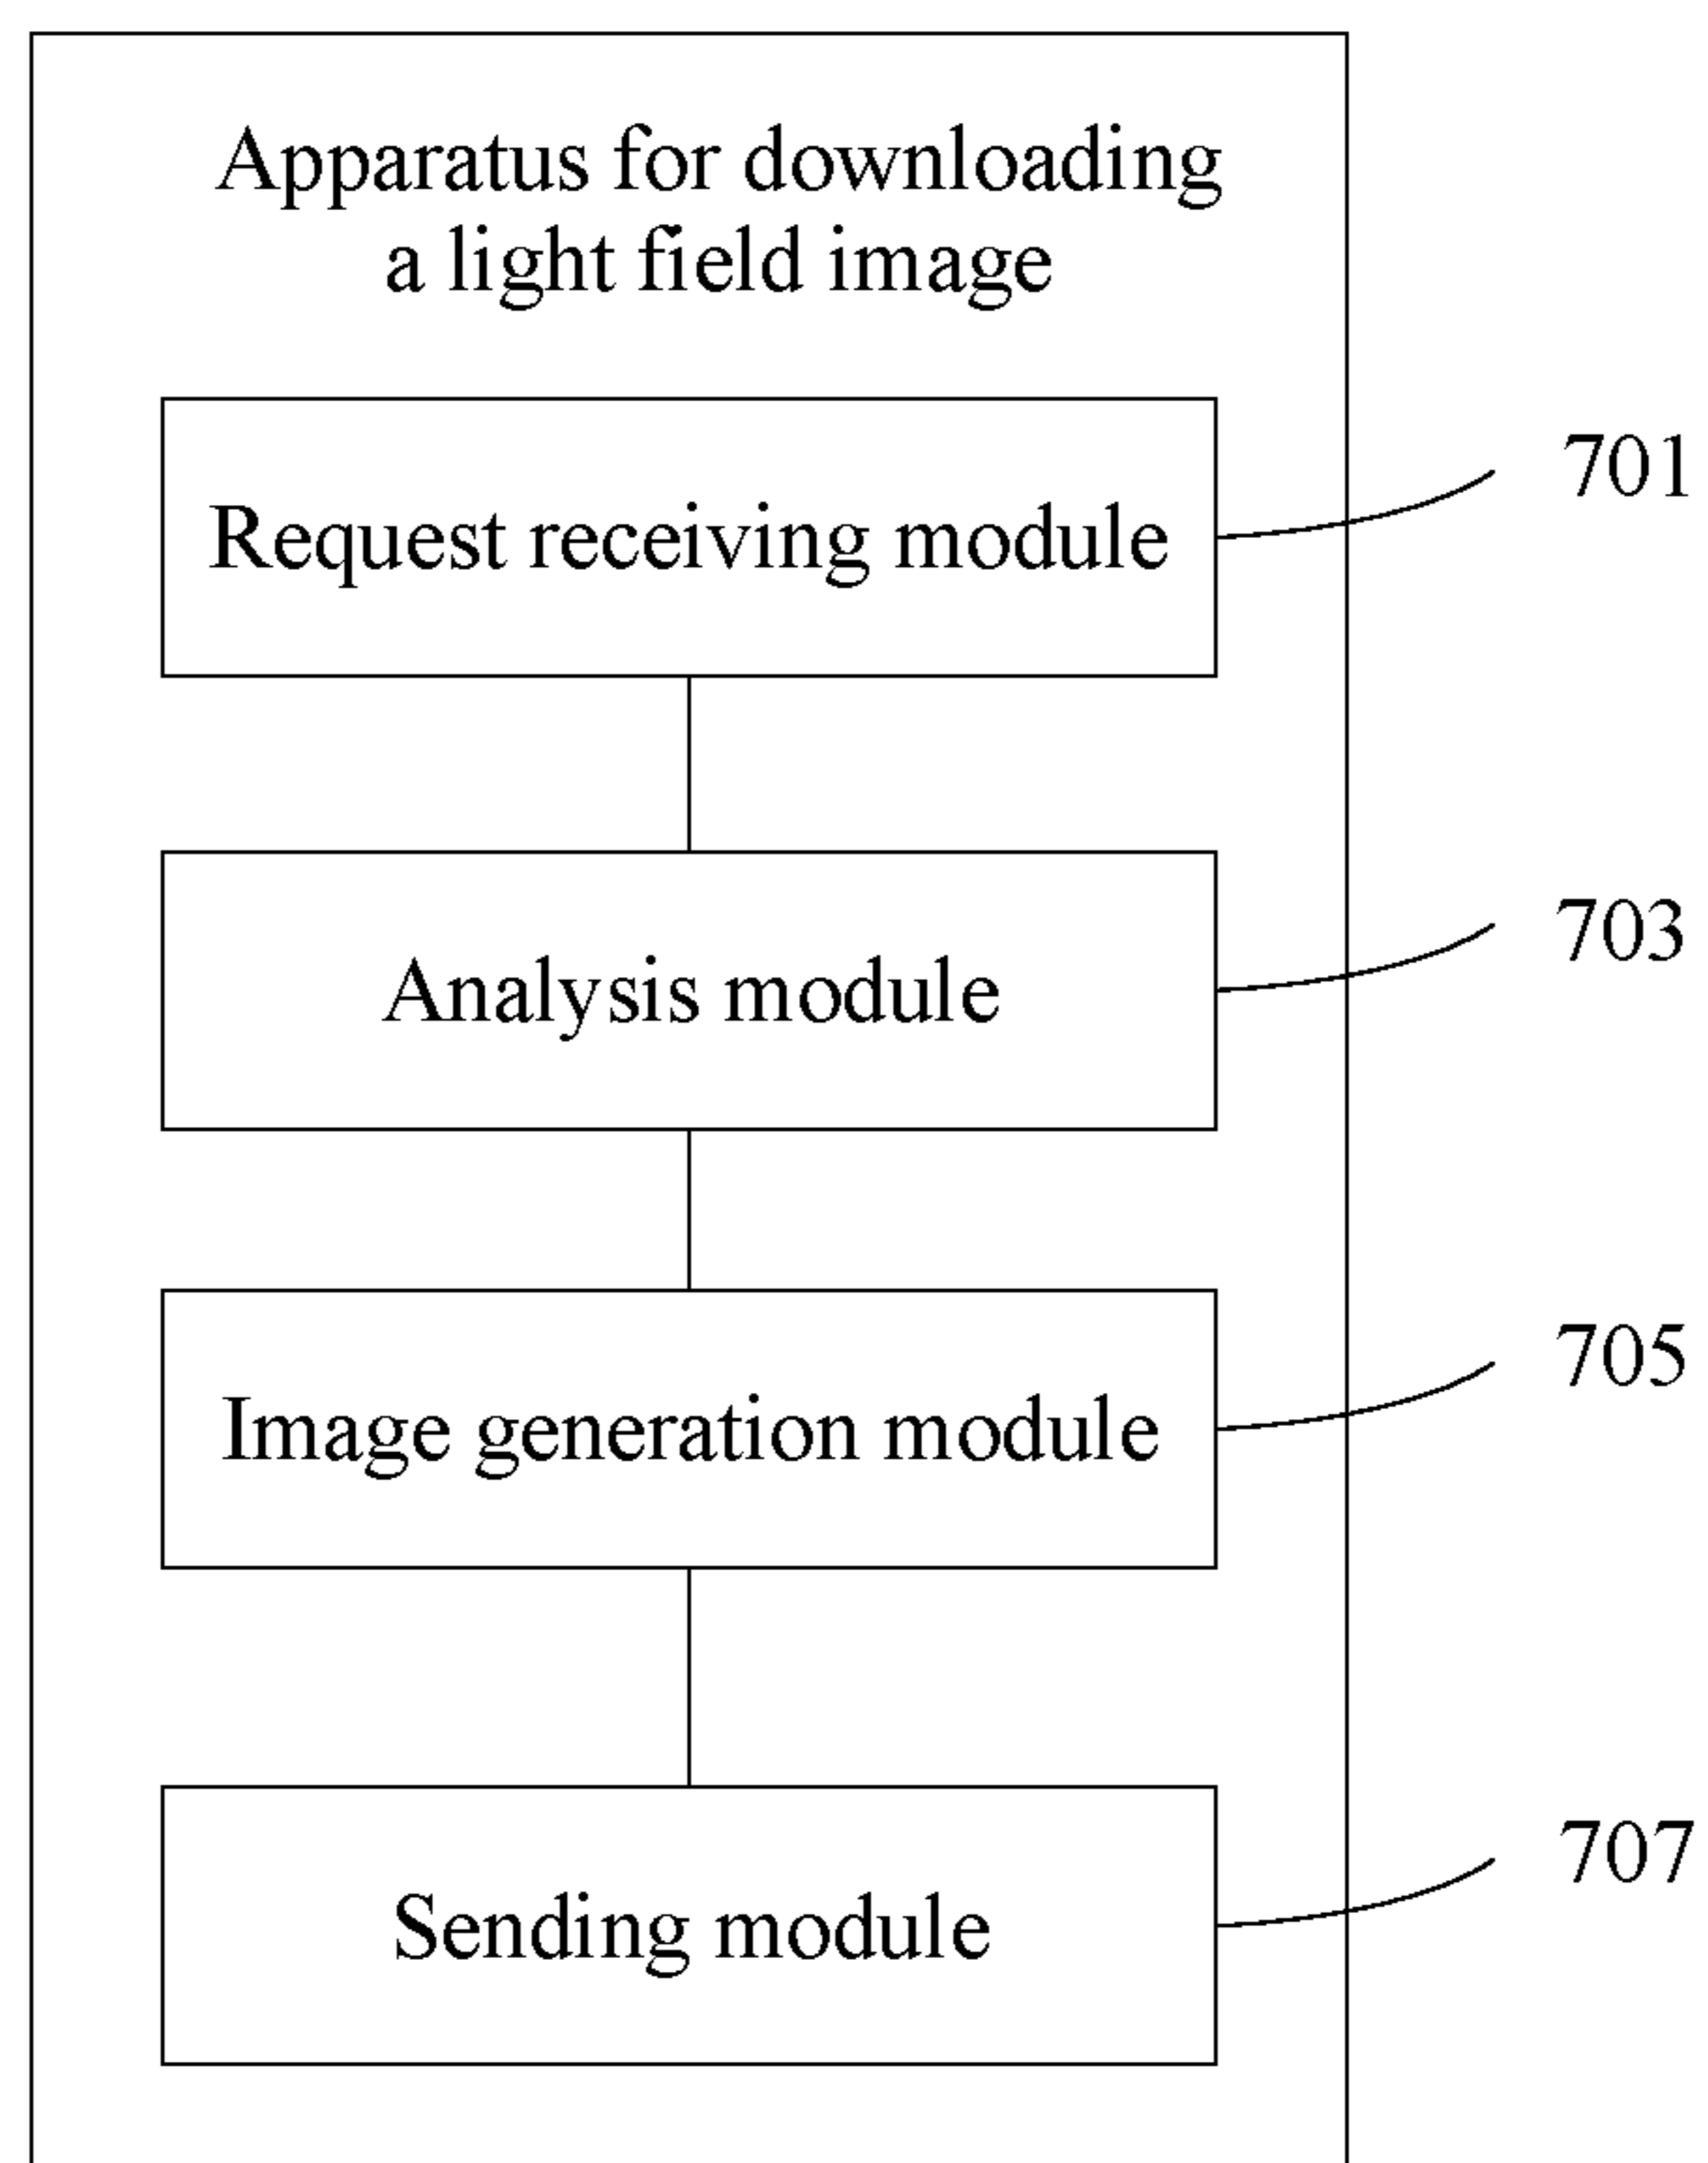 Apparatus for downloading
a light field image
Request receiving module
701
Analysis module
703
Image generation module
705
Sending module
707